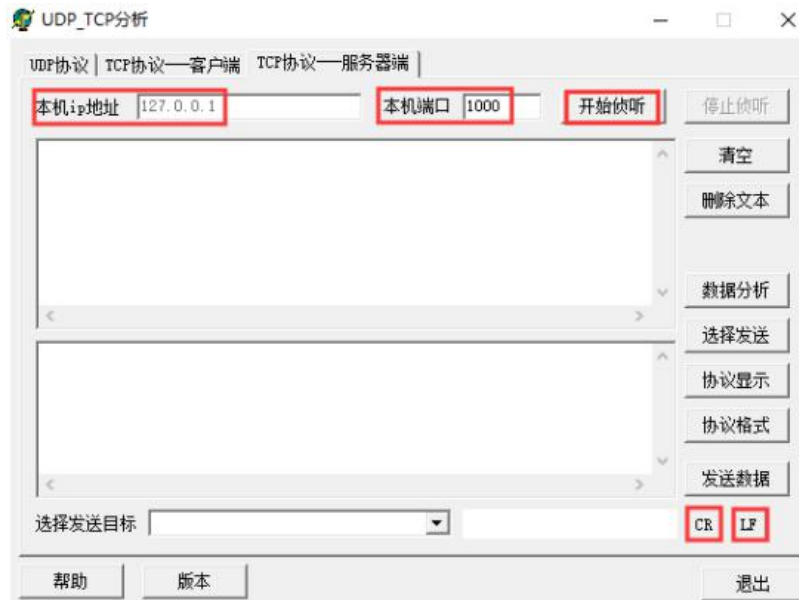 UDP_TCP分析
UDP协议 TCP协议——客户端 TCP协议——服务器端
本机ip地址 127.0.0.1 本机端口 1000 开始侦听 停止侦听
清空
删除文本
数据分析
选择发送
协议显示
协议格式
发送数据
选择发送目标 CR LF
帮助 版本 退出